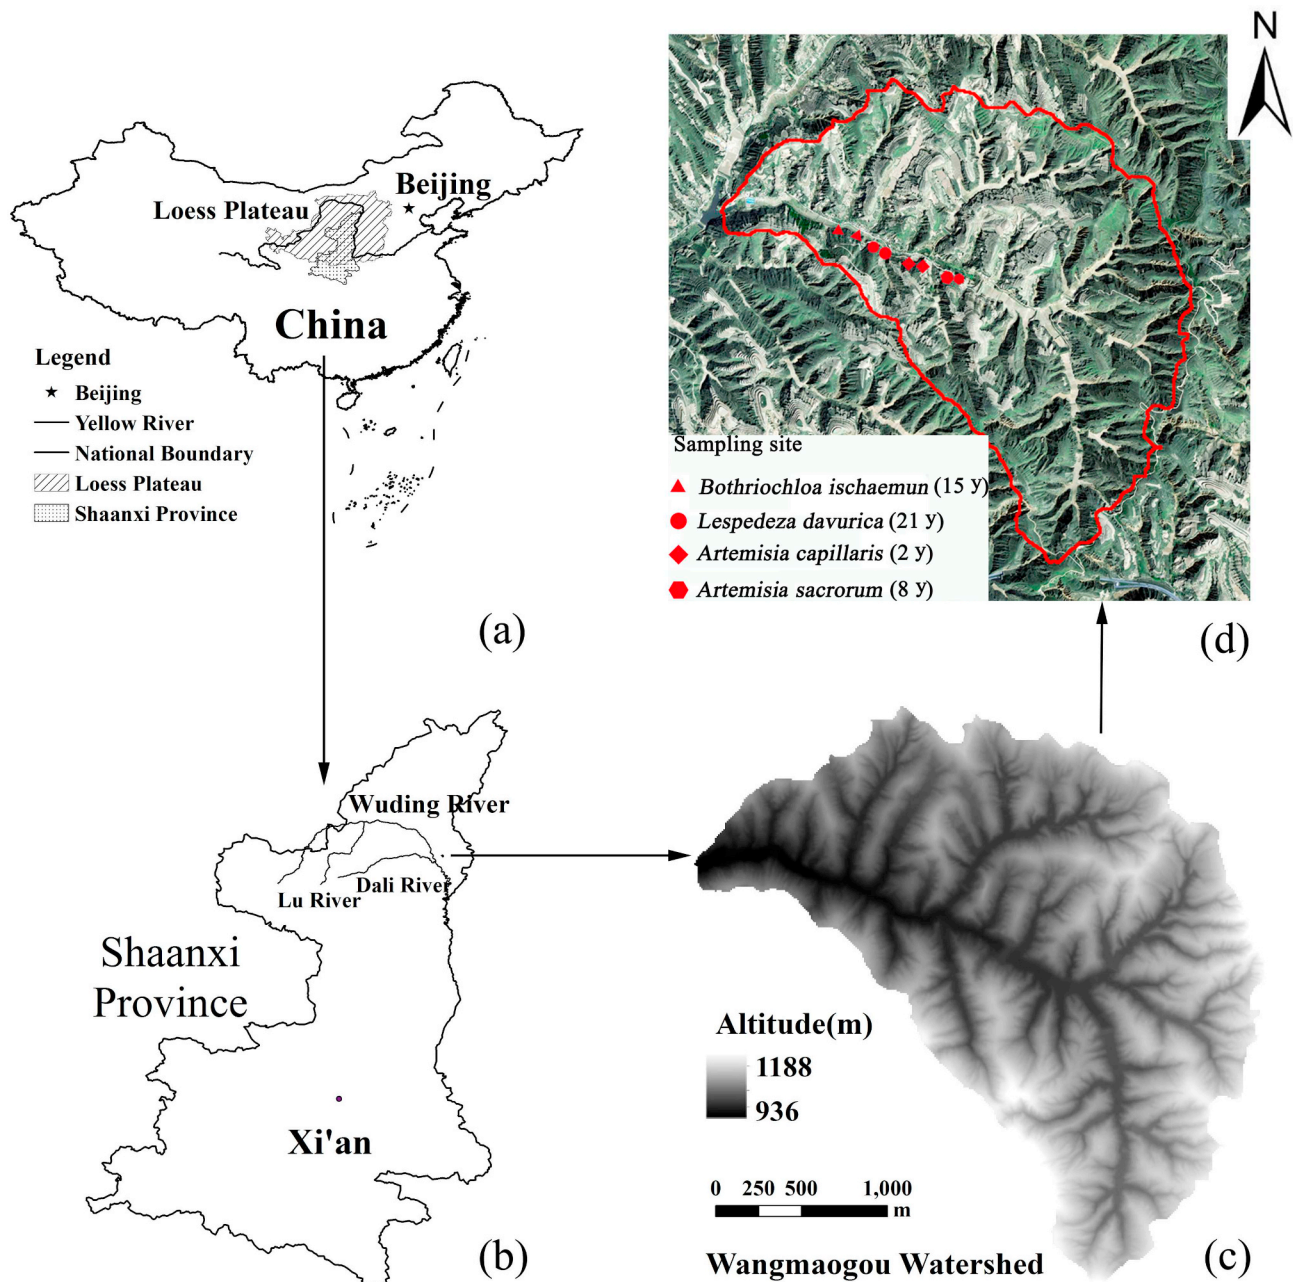 Beijing
Loess Plateau
China
Legend
Beijing
Yellow River
National Boundary
Loess Plateau
Shaanxi Province
(a)
N
Sampling site
Bothriochloa ischaemun (15 y)
Lespedeza davurica (21 y)
Artemisia capillaris (2 y)
Artemisia sacrorum (8 y)
(d)
Wuding River
Dali River
Lu River
Shaanxi
Province
Xi'an
(b)
Altitude(m)
1188
936
0 250 500 1,000
m
Wangmaogou Watershed
(c)